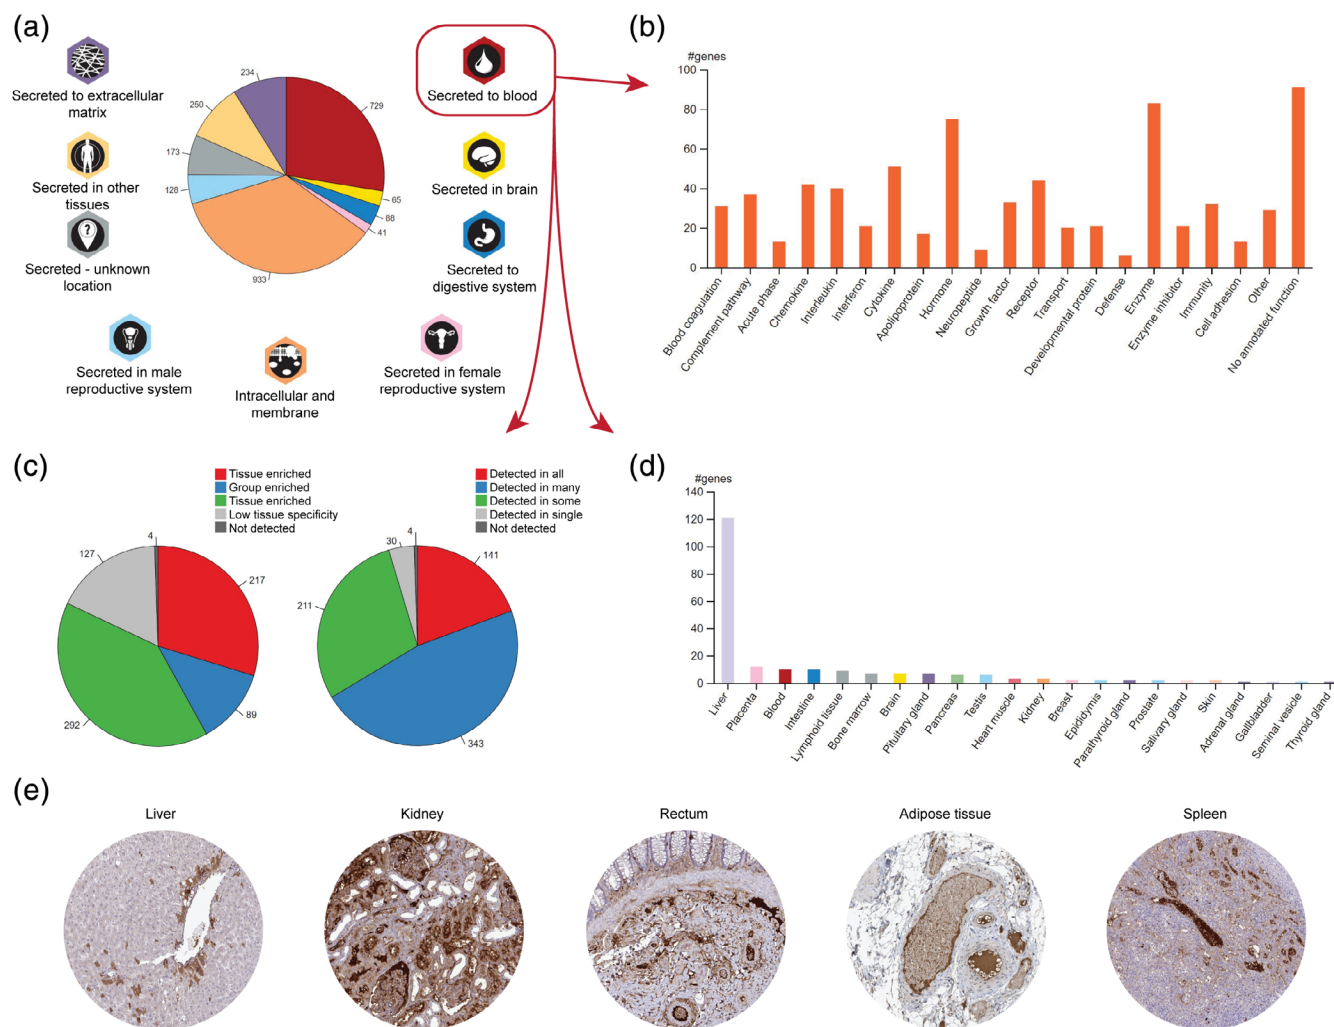 (a)
Secreted to extracellular
matrix
Secreted in other
tissues
Secreted - unknown
location
Secreted in male
reproductive system
Intracellular and
membrane
Secreted in female
reproductive system
Secreted to
digestive system
Secreted in brain
Secreted to blood
234
729
250
173
128
65
88
41
933
?
(b)
#genes
100
80
60
40
20
0
Blood coagulation
Complement pathway
Acute phase
Chemokine
Interleukin
Interferon
Cytokine
Apolipoprotein
Hormone
Neuropeptide
Growth factor
Receptor
Transport
Developmental protein
Defense
Enzyme
Enzyme inhibitor
Immunity
Cell adhesion
Other
No annotated function
(c)
Tissue enriched
Group enriched
Tissue enriched
Low tissue specificity
Not detected
4
127
217
292
89
Detected in all
Detected in many
Detected in some
Detected in single
Not detected
4
30
141
211
343
(d)
#genes
140
120
100
80
60
40
20
0
Liver
Placenta
Blood
Intestine
Lymphoid tissue
Bone marrow
Brain
Pituitary gland
Pancreas
Testis
Heart muscle
Kidney
Breast
Epididymis
Parathyroid gland
Prostate
Salivary gland
Skin
Adrenal gland
Gallbladder
Seminal vesicle
Thyroid gland
(e)
Liver
Kidney
Rectum
Adipose tissue
Spleen